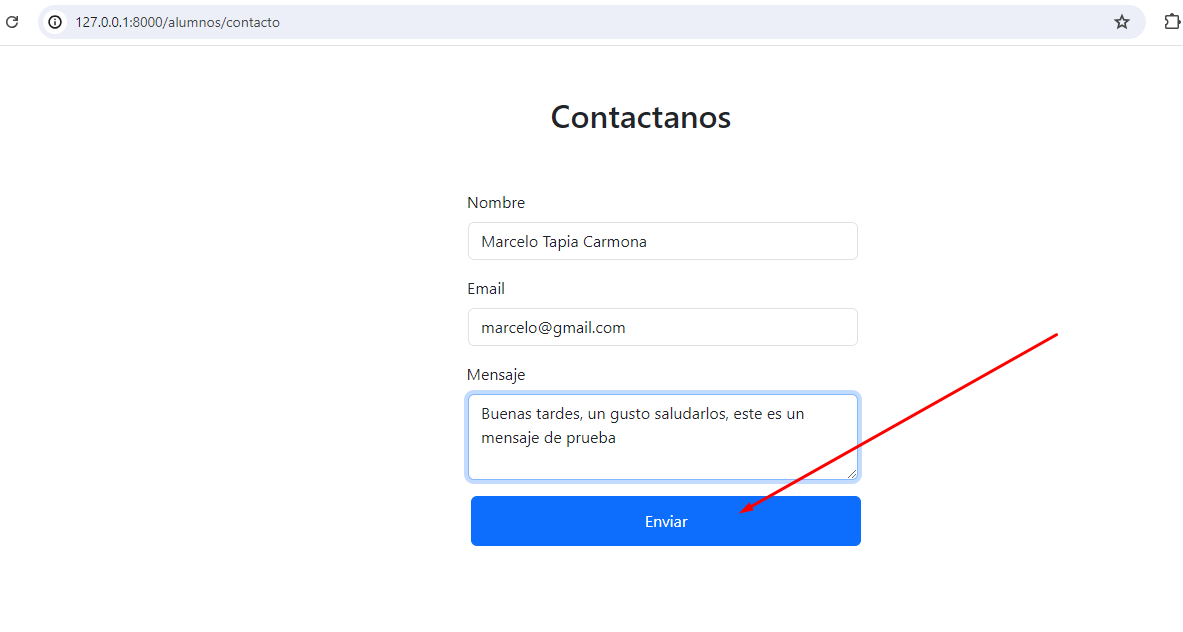 127.0.0.1:8000/alumnos/contacto
Contactanos
Nombre
Marcelo Tapia Carmona
Email
marcelo@gmail.com
Mensaje
Buenas tardes, un gusto saludarlos, este es un
mensaje de prueba
Enviar